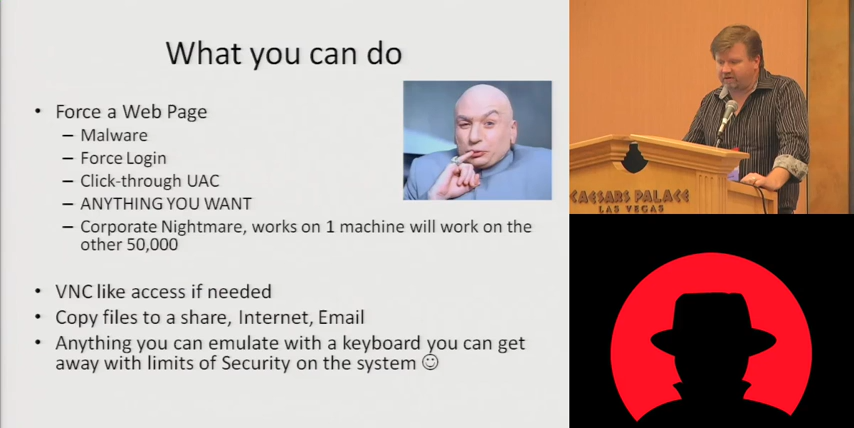 What you can do
• Force a Web Page
– Malware
– Force Login
– Click-through UAC
– ANYTHING YOU WANT
– Corporate Nightmare, works on 1 machine will work on the
other 50,000
• VNC like access if needed
• Copy files to a share, Internet, Email
• Anything you can emulate with a keyboard you can get
away with limits of Security on the system ☺
CAESARS PALACE
LAS VEGAS